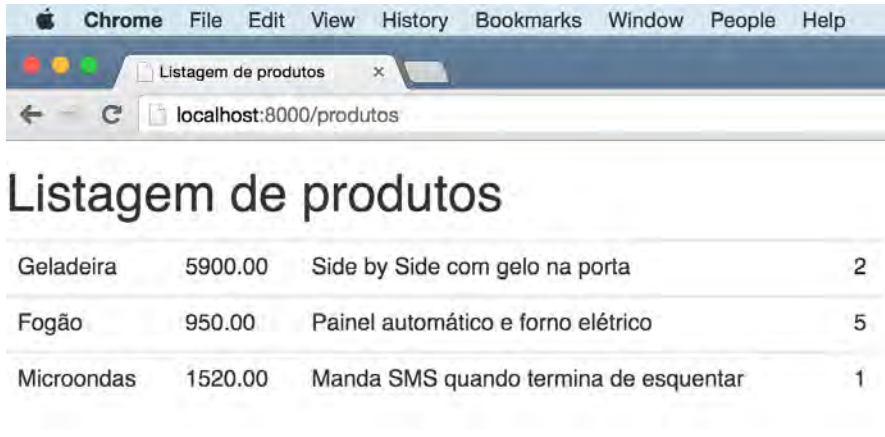 Chrome File Edit View History Bookmarks Window People Help
Listagem de produtos
localhost:8000/produtos
Listagem de produtos
Geladeira 5900.00 Side by Side com gelo na porta 2
Fogão 950.00 Painel automático e forno elétrico 5
Microondas 1520.00 Manda SMS quando termina de esquentar 1